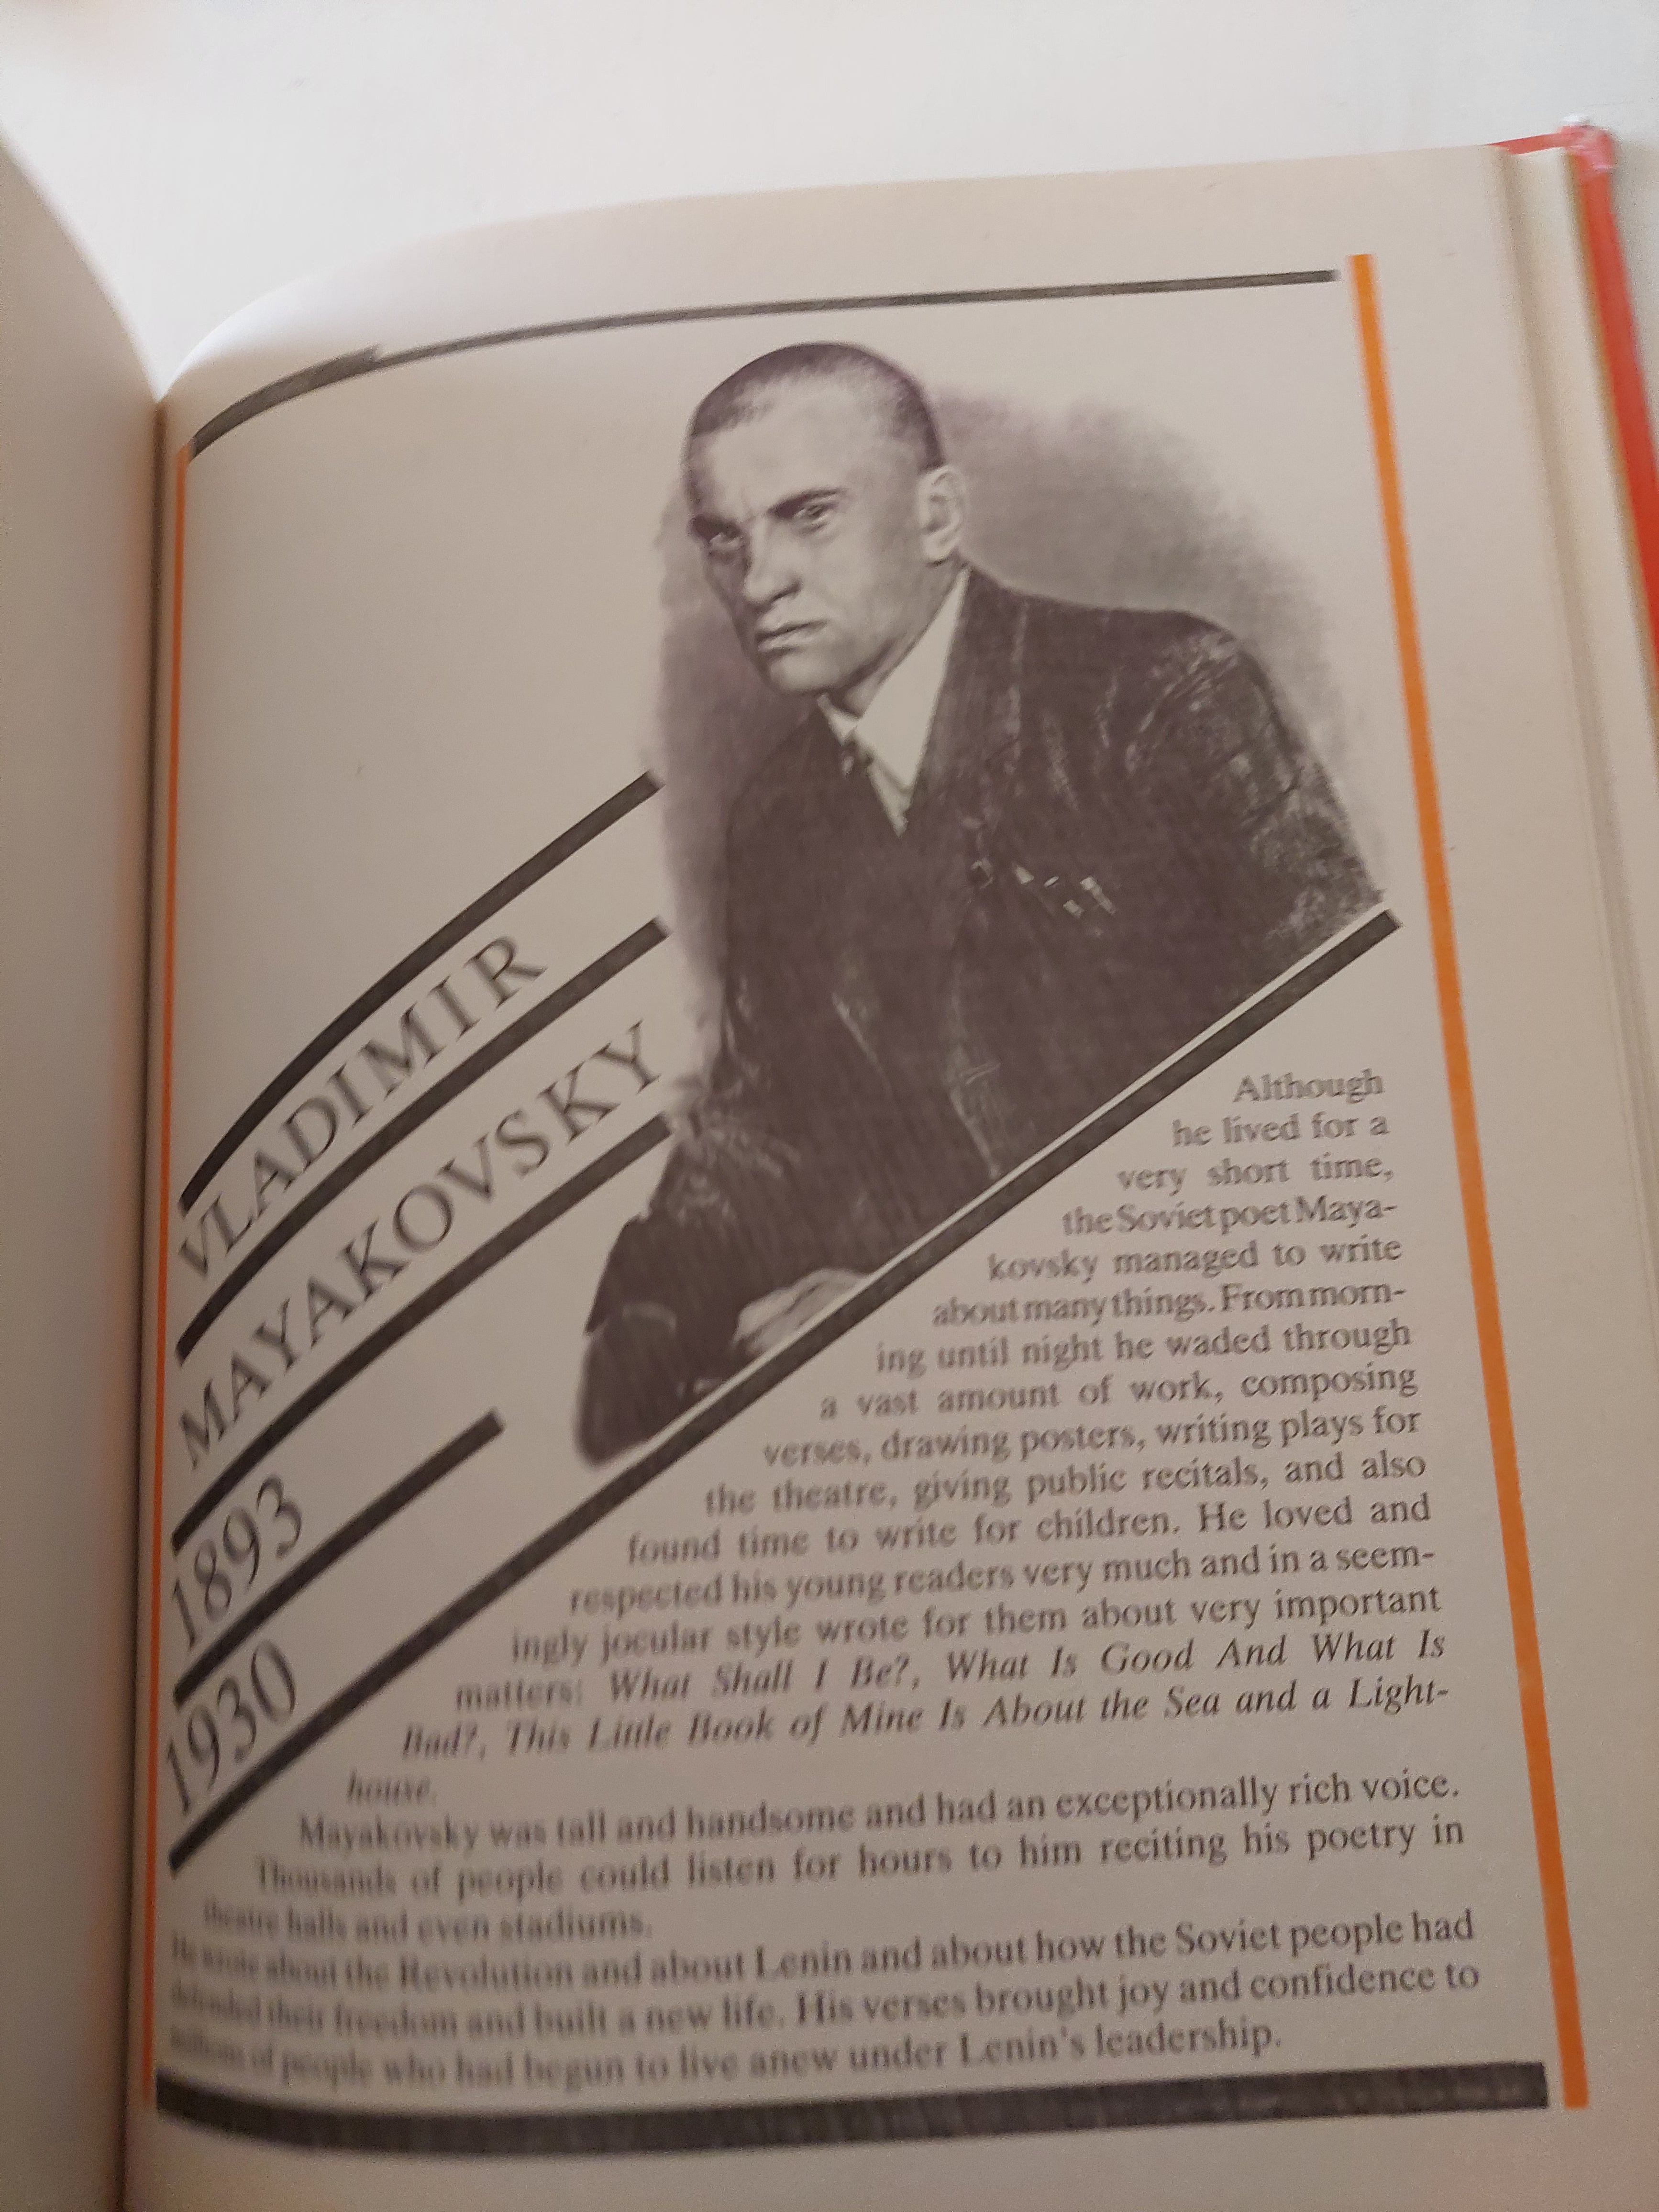 VLADIMIR
MAYAKOVSKY
1893
1930
Although
he lived for a
very short time,
the Soviet poet Maya-
kovsky managed to write
about many things. From morn-
ing until night he waded through
a vast amount of work, composing
verses, drawing posters, writing plays for
the theatre, giving public recitals, and also
found time to write for children. He loved and
respected his young readers very much and in a seem-
ingly jocular style wrote for them about very important
matters: What Shall I Be?, What Is Good And What Is
Bad?, This Little Book of Mine Is About the Sea and a Light-
house.
Mayakovsky was tall and handsome and had an exceptionally rich voice.
Thousands of people could listen for hours to him reciting his poetry in
theatre halls and even stadiums.
He wrote about the Revolution and about Lenin and about how the Soviet people had
defended their freedom and built a new life. His verses brought joy and confidence to
millions of people who had begun to live anew under Lenin's leadership.